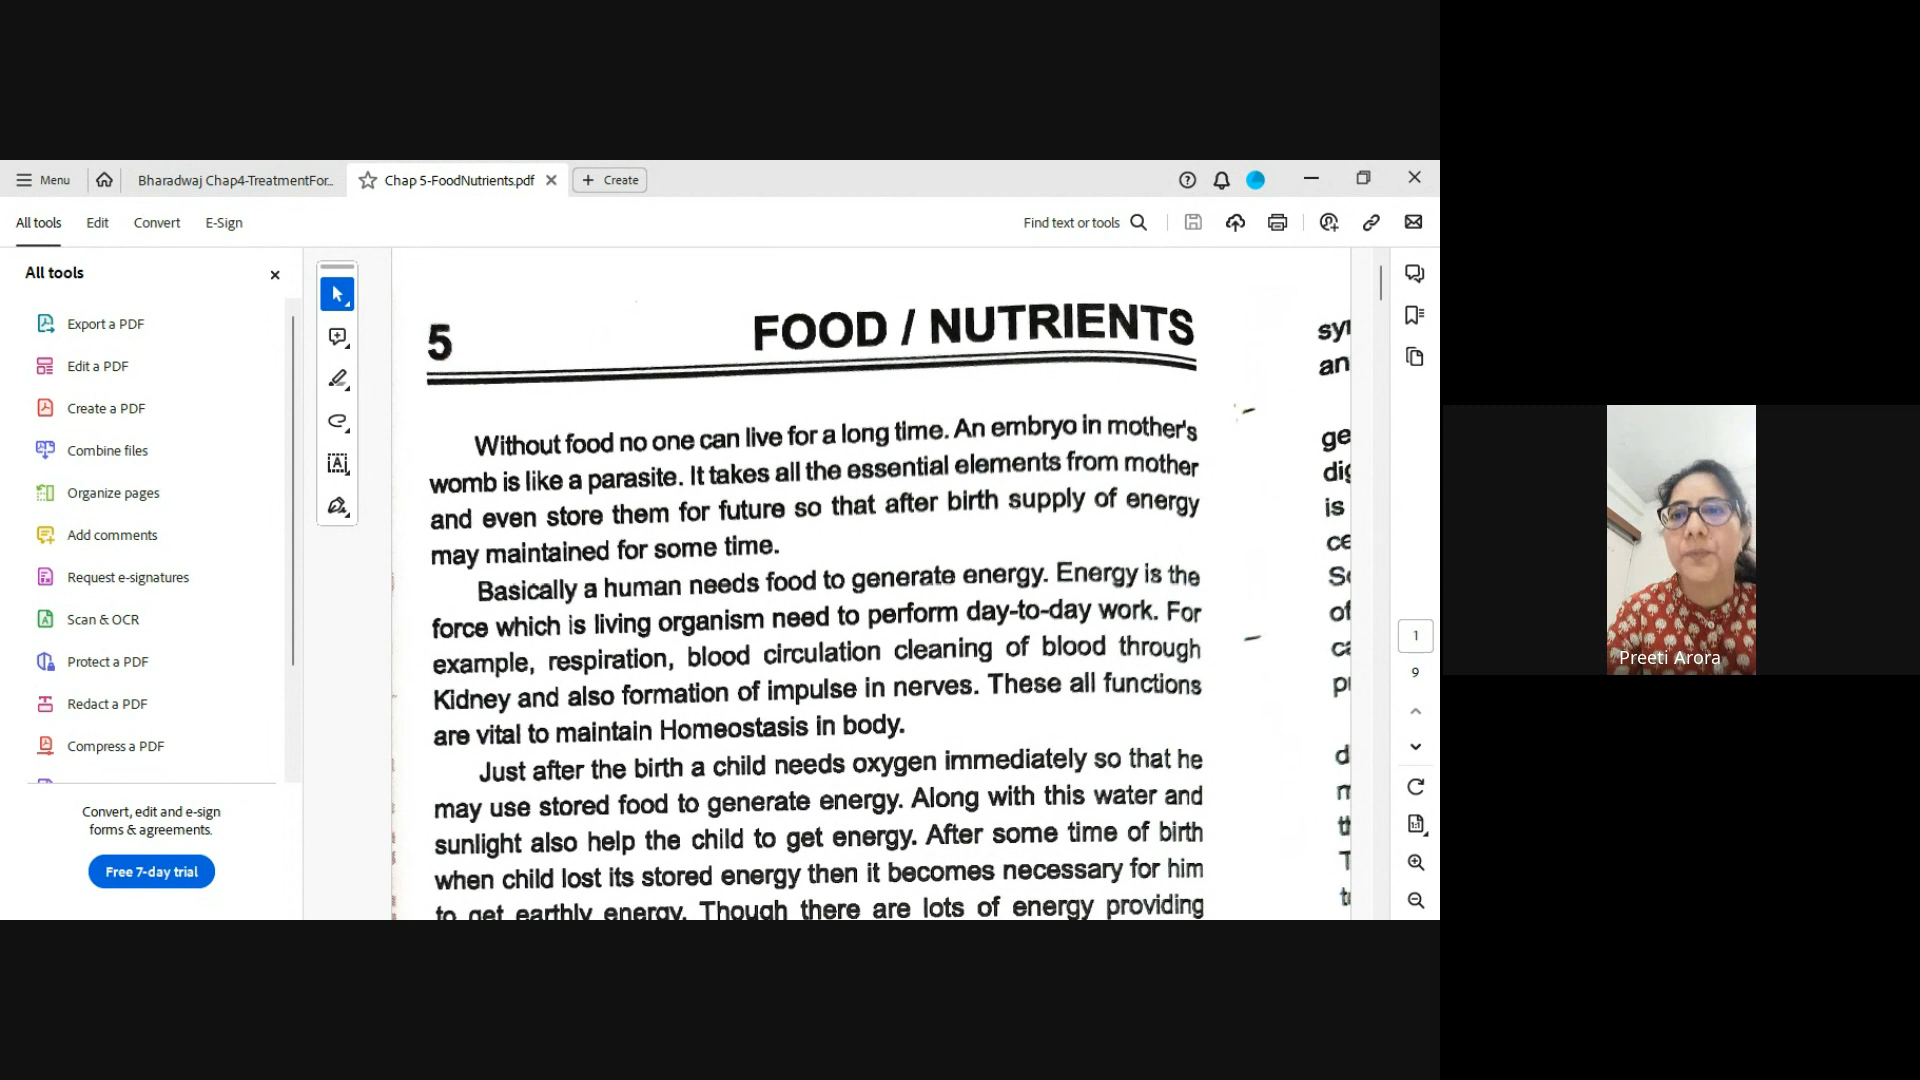 Menu
Bharadwaj Chap4-TreatmentFor...
Chap 5-FoodNutrients.pdf
Create
All tools
Edit
Convert
E-Sign
Find text or tools
All tools
Export a PDF
Edit a PDF
Create a PDF
Combine files
Organize pages
Add comments
Request e-signatures
Scan & OCR
Protect a PDF
Redact a PDF
Compress a PDF
Convert, edit and e-sign
forms & agreements.
Free 7-day trial
5 FOOD / NUTRIENTS
Without food no one can live for a long time. An embryo in mother's
womb is like a parasite. It takes all the essential elements from mother
and even store them for future so that after birth supply of energy
may maintained for some time.
Basically a human needs food to generate energy. Energy is the
force which is living organism need to perform day-to-day work. For
example, respiration, blood circulation cleaning of blood through
Kidney and also formation of impulse in nerves. These all functions
are vital to maintain Homeostasis in body.
Just after the birth a child needs oxygen immediately so that he
may use stored food to generate energy. Along with this water and
sunlight also help the child to get energy. After some time of birth
when child lost its stored energy then it becomes necessary for him
to get earthly energy. Though there are lots of energy providing
1
9
Preeti Arora